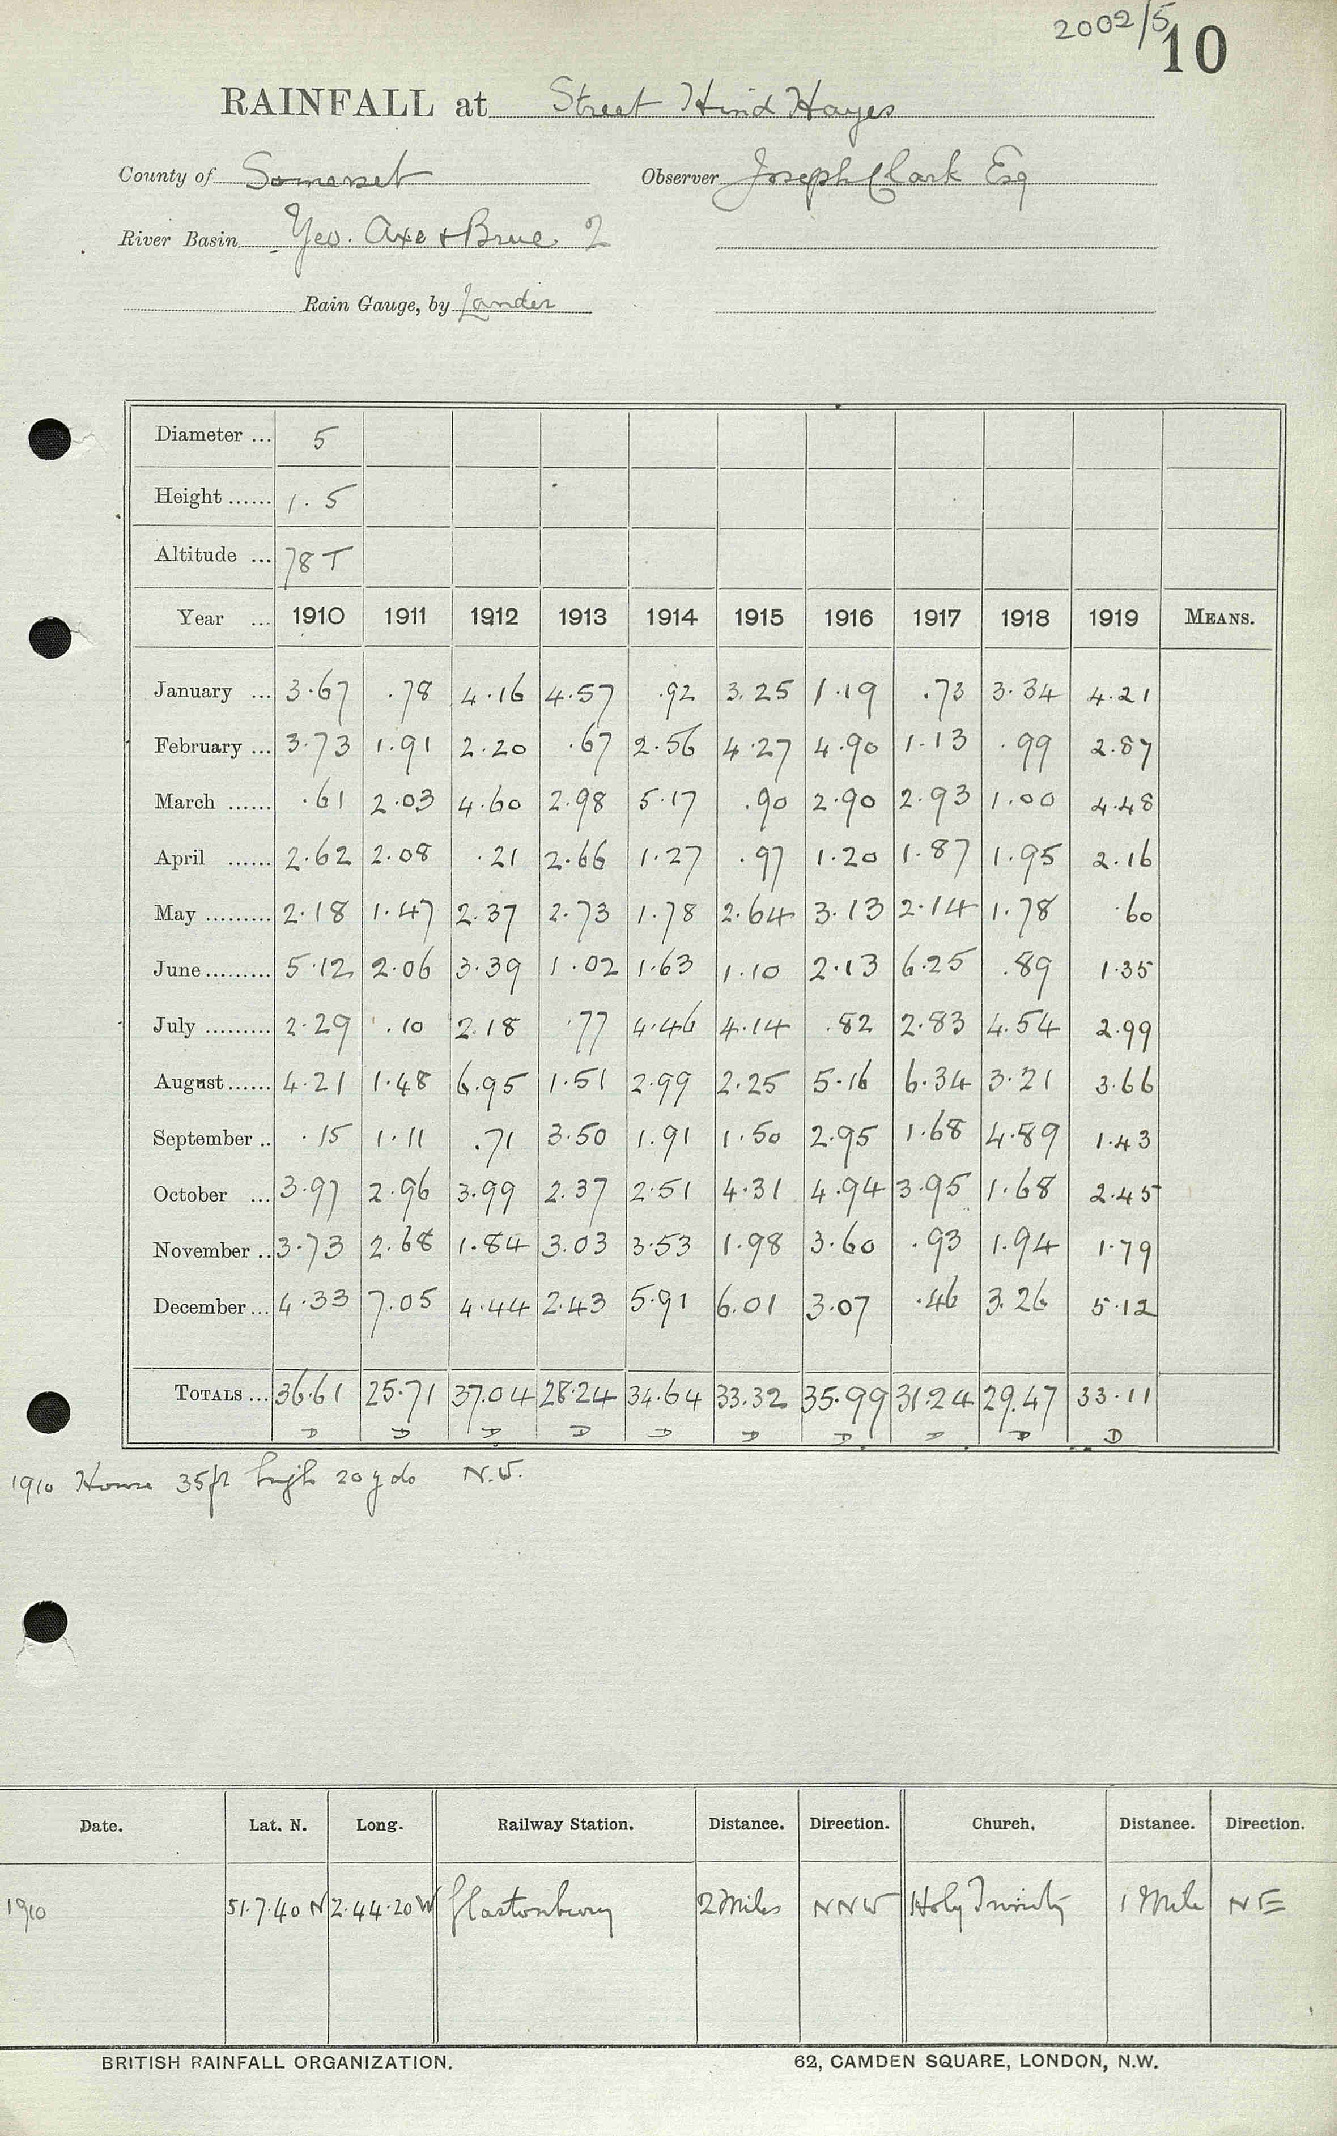 2002/5
10
RAINFALL at Street Hind Hayes
County of Somerset Observer Joseph Clark Esq
River Basin Yeo. Axe + Brue. 2
Rain Gauge, by Lander
Diameter ... 5
Height ...... 1.5
Altitude ... 78 T
Year ... 1910 1911 1912 1913 1914 1915 1916 1917 1918 1919 MEANS.
January ... 3.67 .78 4.16 4.57 .92 3.25 1.19 .73 3.34 4.21
February ... 3.73 1.91 2.20 .67 2.56 4.27 4.90 1.13 .99 2.87
March ...... .61 2.03 4.60 2.98 5.17 .90 2.90 2.93 1.00 4.48
April ...... 2.62 2.08 .21 2.66 1.27 .97 1.20 1.87 1.95 2.16
May ......... 2.18 1.47 2.37 2.73 1.78 2.64 3.13 2.14 1.78 .60
June ......... 5.12 2.06 3.39 1.02 1.63 1.10 2.13 6.25 .89 1.35
July ......... 2.29 .10 2.18 .77 4.46 4.14 .82 2.83 4.54 2.99
August ...... 4.21 1.48 6.95 1.51 2.99 2.25 5.16 6.34 3.21 3.66
September .. .15 1.11 .71 3.50 1.91 1.50 2.95 1.68 4.89 1.43
October ... 3.97 2.96 3.99 2.37 2.51 4.31 4.94 3.95 1.68 2.45
November .. 3.73 2.68 1.84 3.03 3.53 1.98 3.60 .93 1.94 1.79
December ... 4.33 7.05 4.44 2.43 5.91 6.01 3.07 .46 3.26 5.12
TOTALS ... 36.61 25.71 37.04 28.24 34.64 33.32 35.99 31.24 29.47 33.11
D D D D D D D D D D
1910 House 35ft high 20 yds N.W.
Date. Lat. N. Long. Railway Station. Distance. Direction. Church. Distance. Direction.
1910 51.7.40 N 2.44.20 W Glastonbury 2 Miles NNW Holy Trinity 1 Mile NE
BRITISH RAINFALL ORGANIZATION. 62, CAMDEN SQUARE, LONDON, N.W.